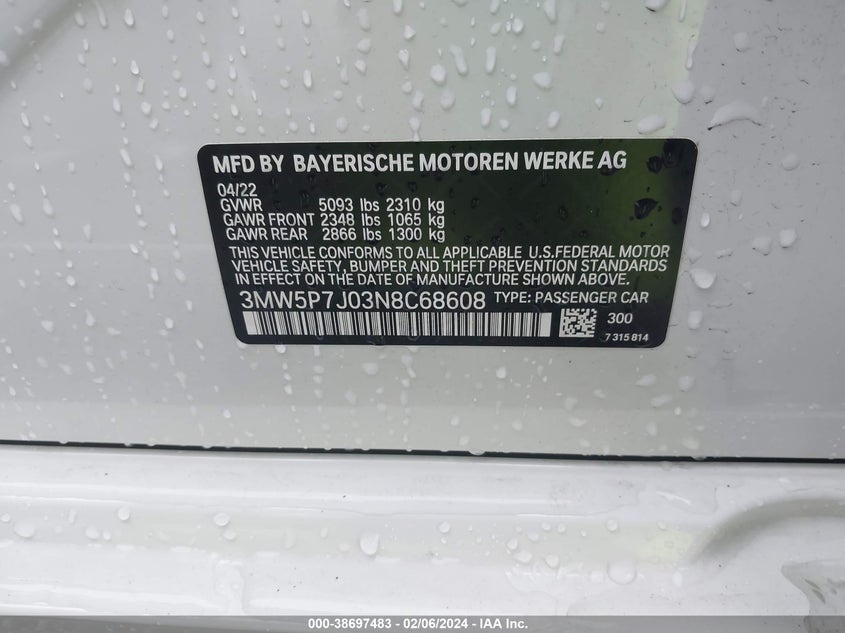 MFD BY BAYERISCHE MOTOREN WERKE AG
04/22
GVWR 5093 lbs 2310 kg
GAWR FRONT 2348 lbs 1065 kg
GAWR REAR 2866 lbs 1300 kg
THIS VEHICLE CONFORMS TO ALL APPLICABLE U.S.FEDERAL MOTOR
VEHICLE SAFETY, BUMPER AND THEFT PREVENTION STANDARDS
IN EFFECT ON THE DATE OF MANUFACTURE SHOWN ABOVE.
3MW5P7J03N8C68608 TYPE: PASSENGER CAR
300
7 315 814
000-38697483 - 02/06/2024 - IAA Inc.